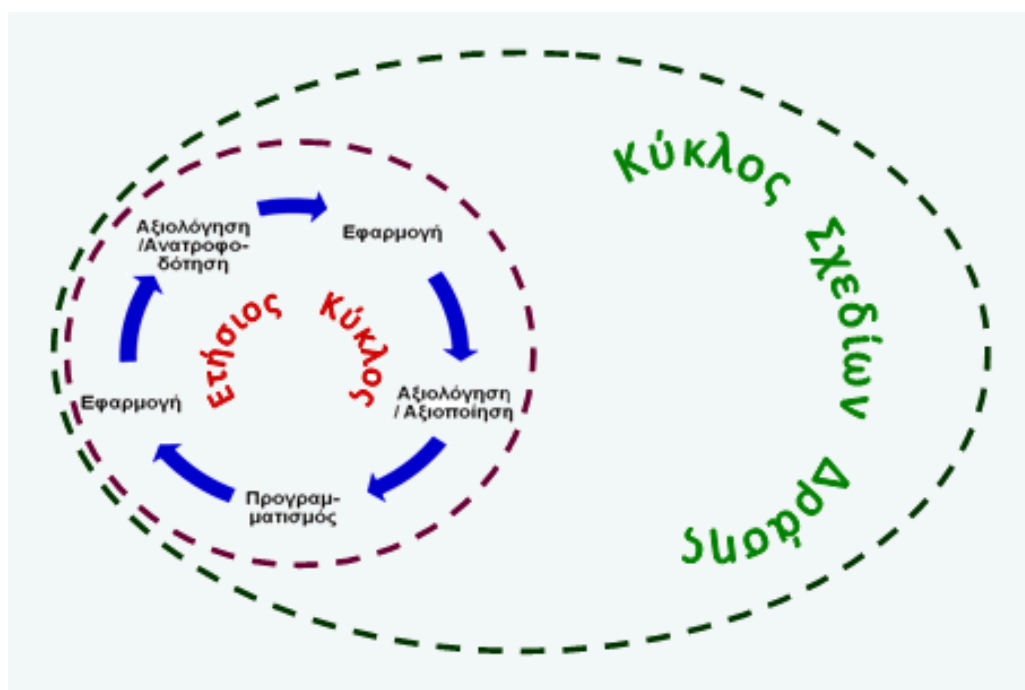 Κύκλος Σχεδίων Δράσης
Αξιολόγηση
/Ανατροφο-
δότηση
Εφαρμογή
Ετήσιος Κύκλος
Αξιολόγηση
/ Αξιοποίηση
Εφαρμογή
Προγραμ-
ματισμός